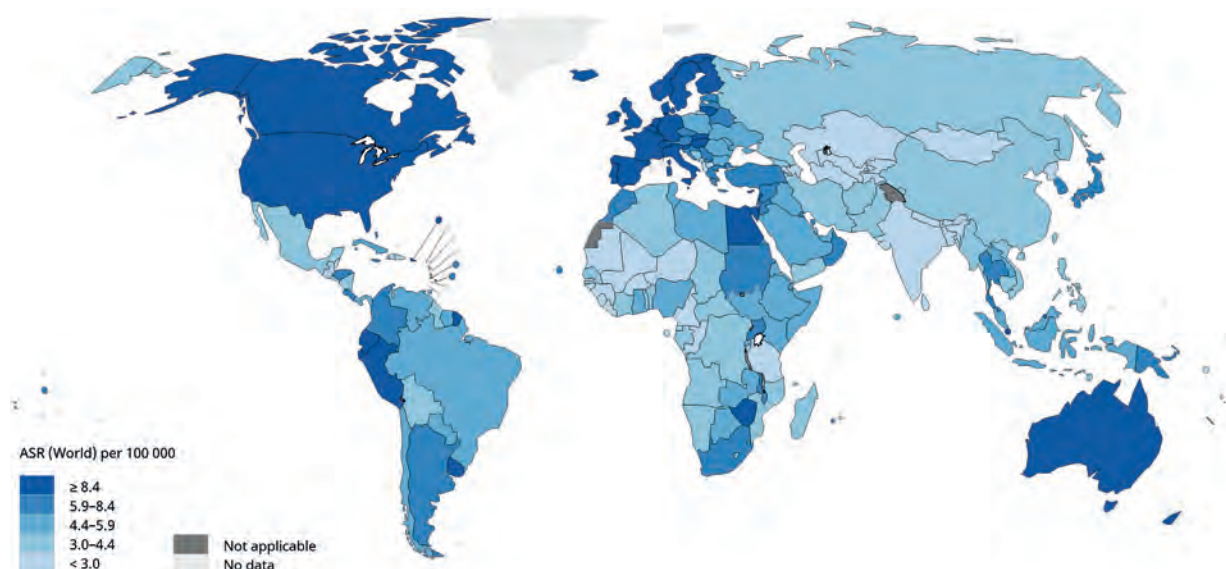 ASR (World) per 100 000
≥ 8.4
5.9–8.4
4.4–5.9
3.0–4.4
< 3.0
Not applicable
No data